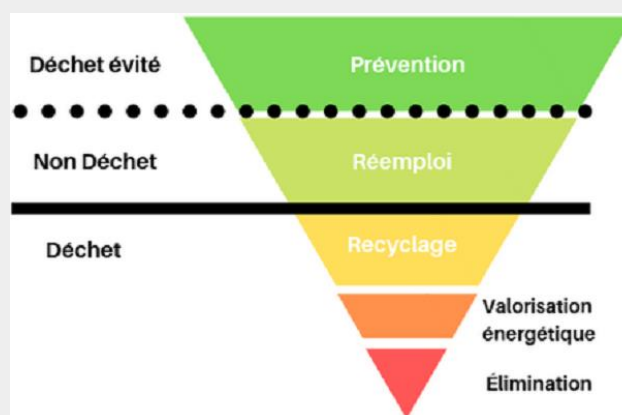 Déchet évité
Prévention
Non Déchet
Réemploi
Déchet
Recyclage
Valorisation
énergétique
Élimination